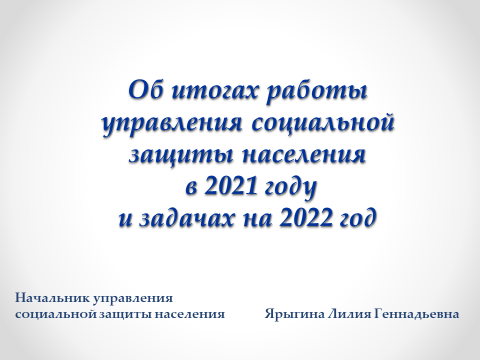 Об итогах работы
управления социальной
защиты населения
в 2021 году
и задачах на 2022 год
Начальник управления
социальной защиты населения Ярыгина Лилия Геннадьевна